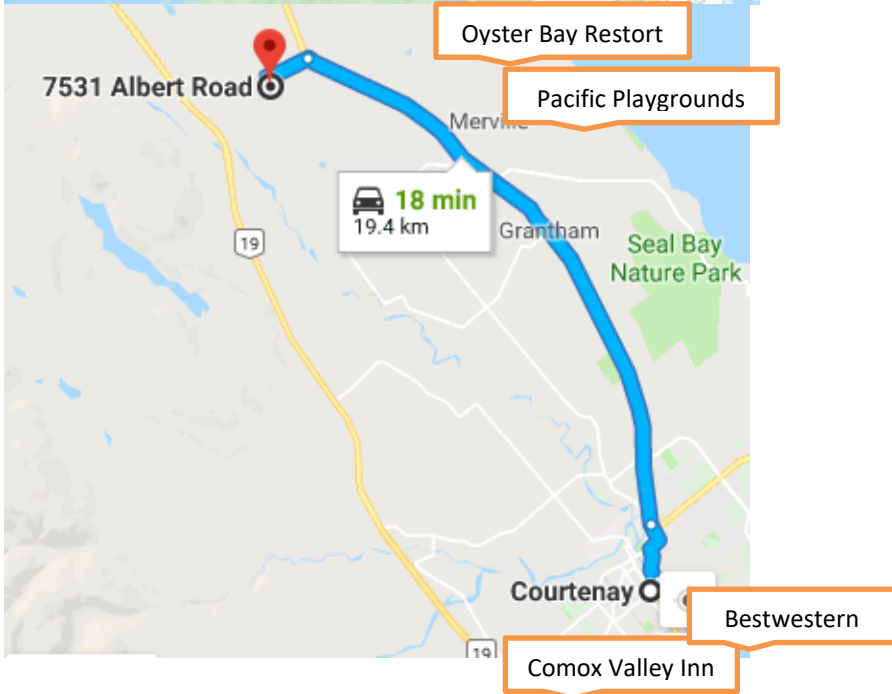 Oyster Bay Restort
7531 Albert Road
Pacific Playgrounds
Merville
18 min
19.4 km
Grantham
19
Seal Bay
Nature Park
Courtenay
Bestwestern
19
Comox Valley Inn